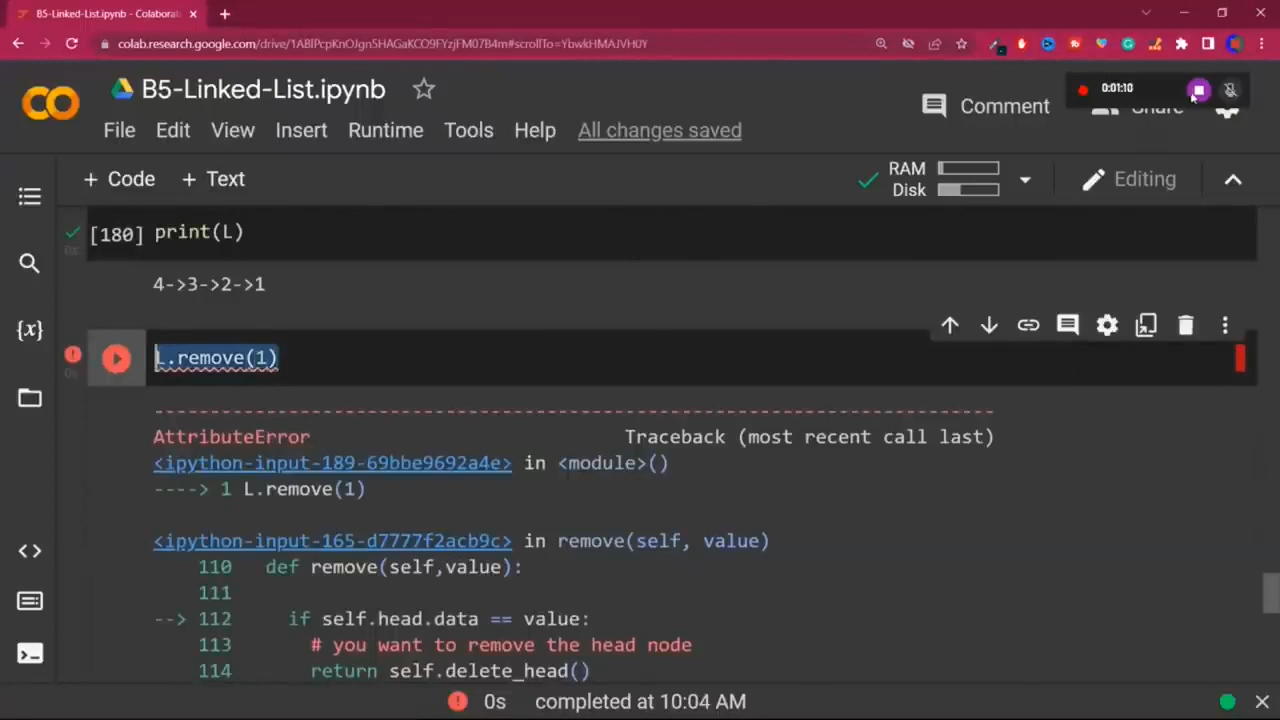 B5-Linked-List.ipynb - Colaborat
colab.research.google.com/drive/1ABlPcpKnOJgn5HAGaKCO9FYzjFM07B4m#scrollTo=YbwkHMAJVH0Y
B5-Linked-List.ipynb
Comment
Share
0:01:10
File Edit View Insert Runtime Tools Help All changes saved
+ Code + Text
RAM
Disk
Editing
[180] print(L)
0s
4->3->2->1
L.remove(1)
0s
---------------------------------------------------------------------------
AttributeError Traceback (most recent call last)
<ipython-input-189-69bbe9692a4e> in <module>()
----> 1 L.remove(1)
<ipython-input-165-d7777f2acb9c> in remove(self, value)
110 def remove(self,value):
111
--> 112 if self.head.data == value:
113 # you want to remove the head node
114 return self.delete_head()
0s completed at 10:04 AM